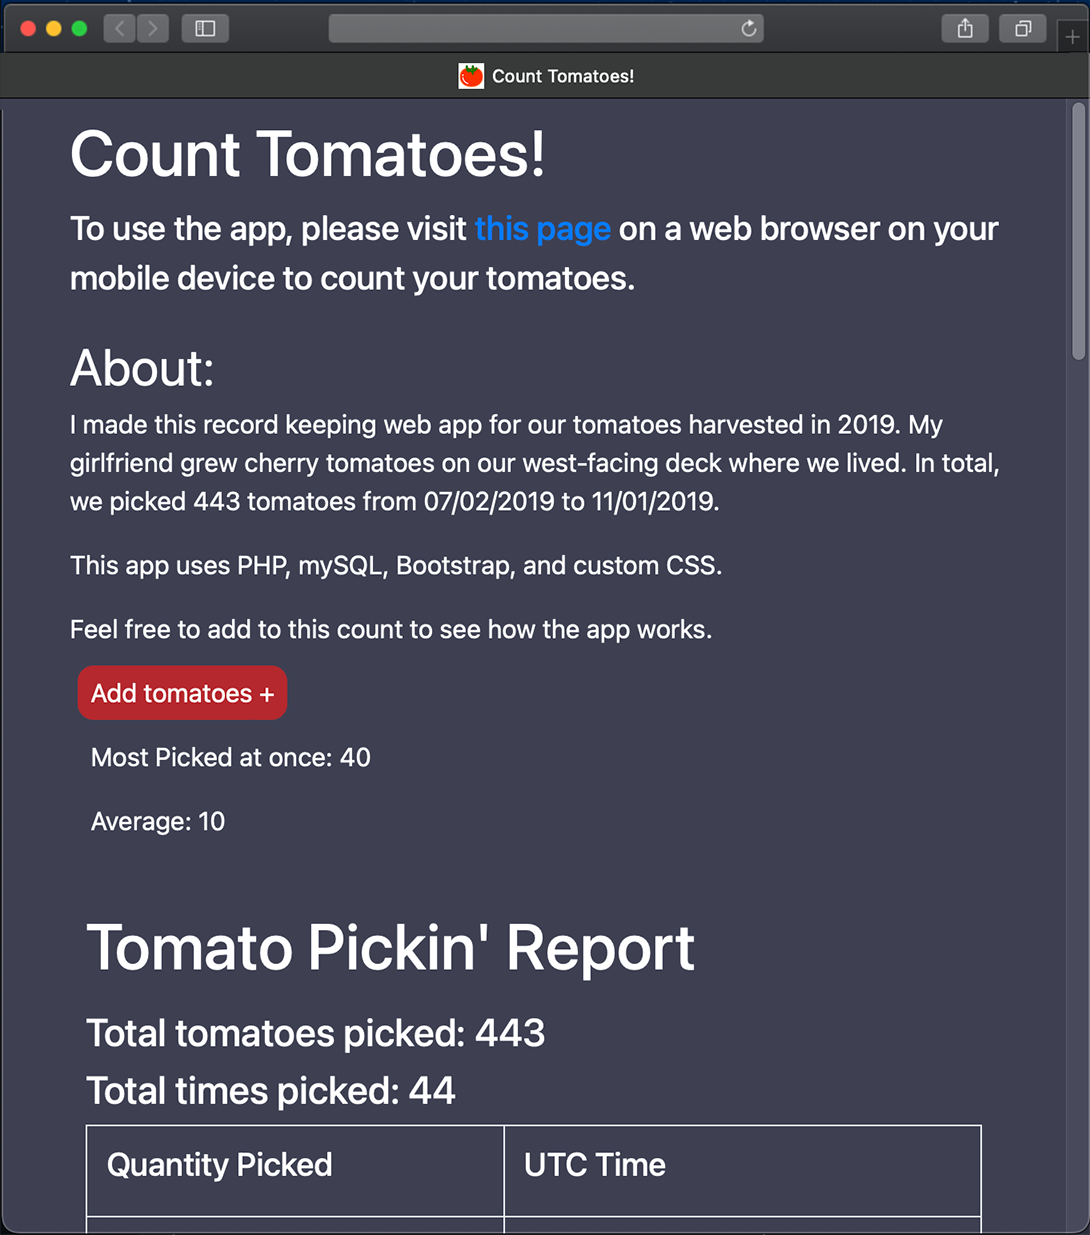 Count Tomatoes!
Count Tomatoes!
To use the app, please visit this page on a web browser on your
mobile device to count your tomatoes.
About:
I made this record keeping web app for our tomatoes harvested in 2019. My
girlfriend grew cherry tomatoes on our west-facing deck where we lived. In total,
we picked 443 tomatoes from 07/02/2019 to 11/01/2019.
This app uses PHP, mySQL, Bootstrap, and custom CSS.
Feel free to add to this count to see how the app works.
Add tomatoes +
Most Picked at once: 40
Average: 10
Tomato Pickin' Report
Total tomatoes picked: 443
Total times picked: 44
Quantity Picked
UTC Time